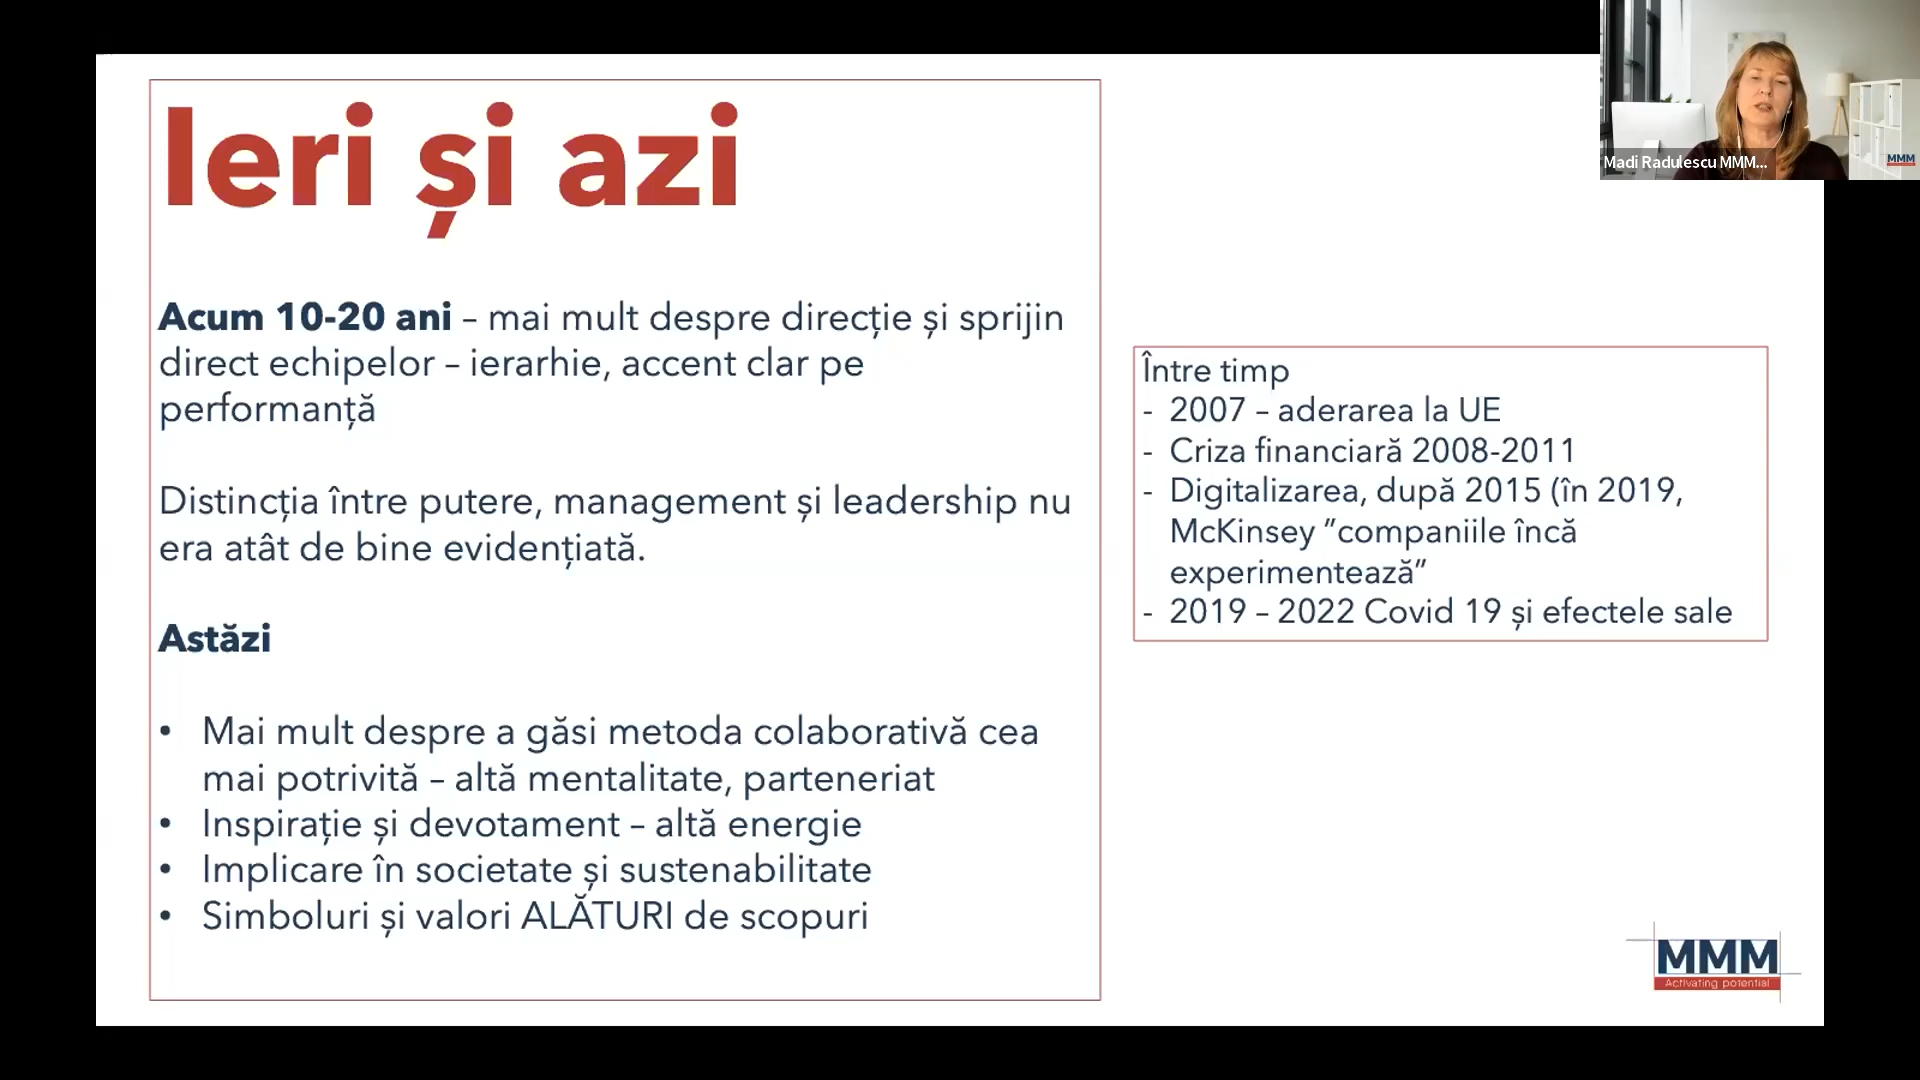 Ieri și azi
Acum 10-20 ani – mai mult despre direcție și sprijin
direct echipelor – ierarhie, accent clar pe
performanță
Distincția între putere, management și leadership nu
era atât de bine evidențiată.
Astăzi
• Mai mult despre a găsi metoda colaborativă cea
mai potrivită – altă mentalitate, parteneriat
• Inspirație și devotament – altă energie
• Implicare în societate și sustenabilitate
• Simboluri și valori ALĂTURI de scopuri
Între timp
- 2007 – aderarea la UE
- Criza financiară 2008-2011
- Digitalizarea, după 2015 (în 2019,
McKinsey ”companiile încă
experimentează”
- 2019 – 2022 Covid 19 și efectele sale
Madi Radulescu MMM...
MMM
MMM
Activating potential